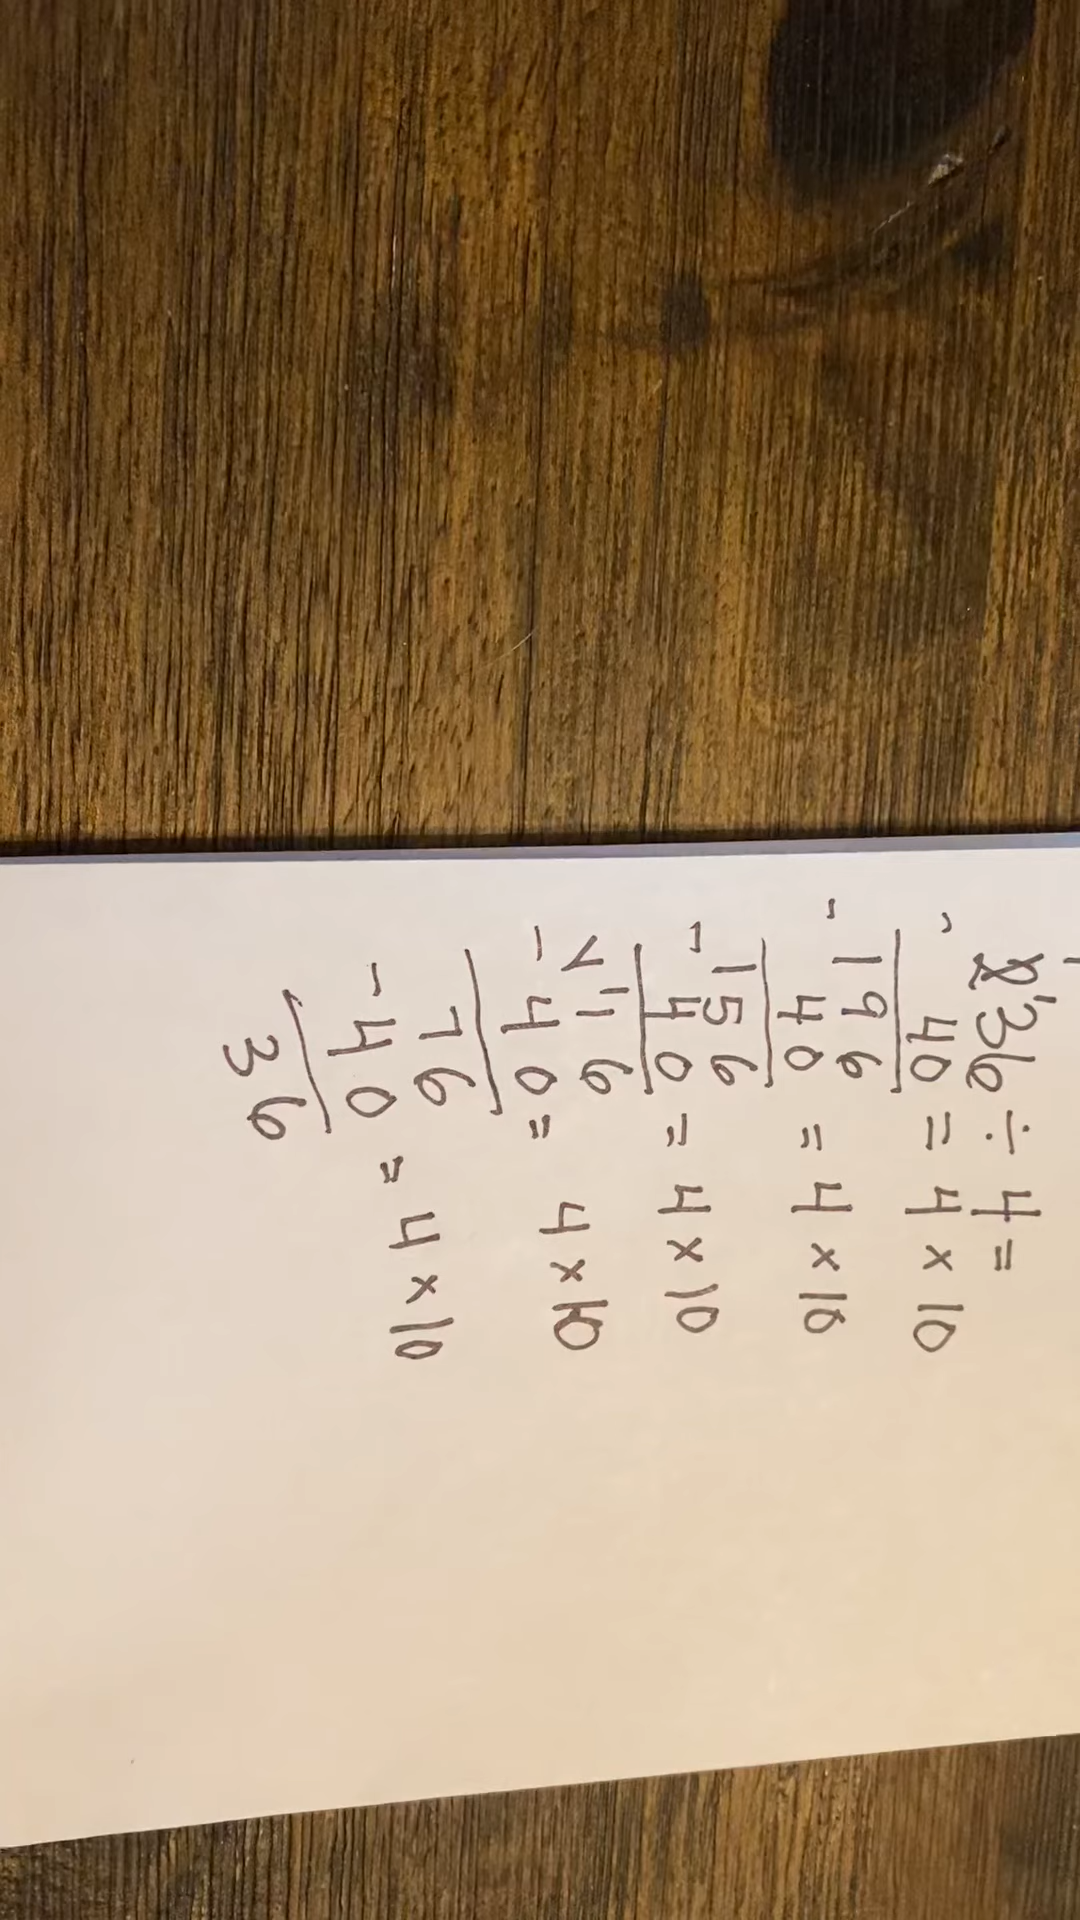 236 ÷ 4 =
- 40 = 4 × 10
196
- 40 = 4 × 10
156
- 40 = 4 × 10
116
- 40 = 4 × 10
76
- 40 = 4 × 10
36